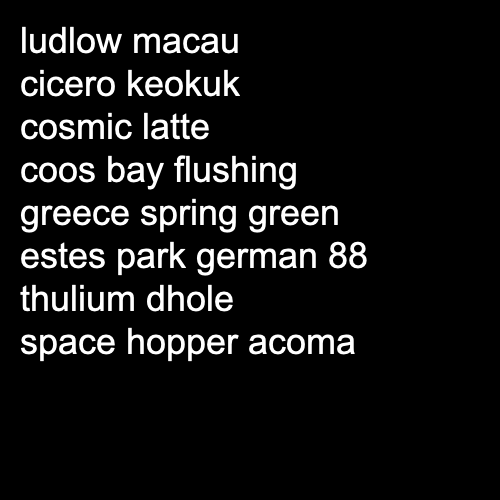 ludlow macau
cicero keokuk
cosmic latte
coos bay flushing
greece spring green
estes park german 88
thulium dhole
space hopper acoma